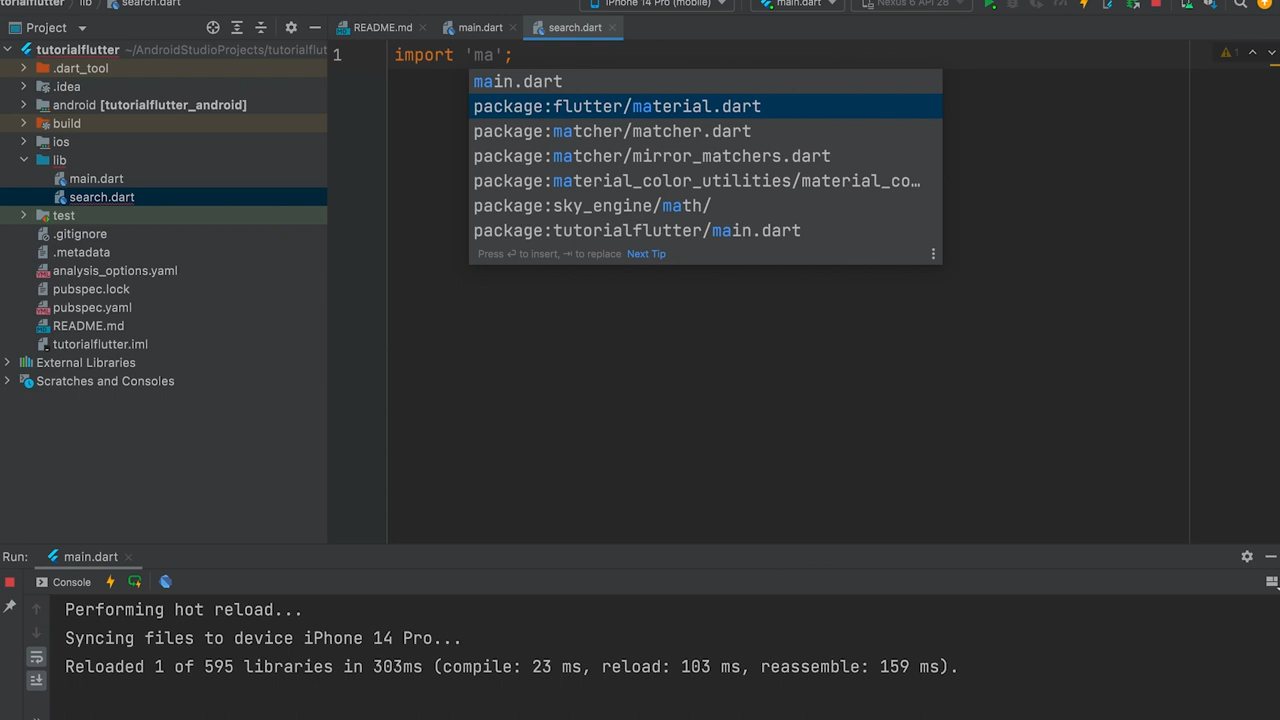 lib
search.dart
iPhone 14 Pro (mobile)
main.dart
Nexus 6 API 28
Project
README.md
main.dart
search.dart
tutorialflutter ~/AndroidStudioProjects/tutorialflut
.dart_tool
.idea
android [tutorialflutter_android]
build
ios
lib
main.dart
search.dart
test
.gitignore
.metadata
analysis_options.yaml
pubspec.lock
pubspec.yaml
README.md
tutorialflutter.iml
External Libraries
Scratches and Consoles
1 import 'ma';
1
main.dart
package:flutter/material.dart
package:matcher/matcher.dart
package:matcher/mirror_matchers.dart
package:material_color_utilities/material_co…
package:sky_engine/math/
package:tutorialflutter/main.dart
Press ⏎ to insert, ⇥ to replace Next Tip
Run: main.dart
Console
Performing hot reload...
Syncing files to device iPhone 14 Pro...
Reloaded 1 of 595 libraries in 303ms (compile: 23 ms, reload: 103 ms, reassemble: 159 ms).